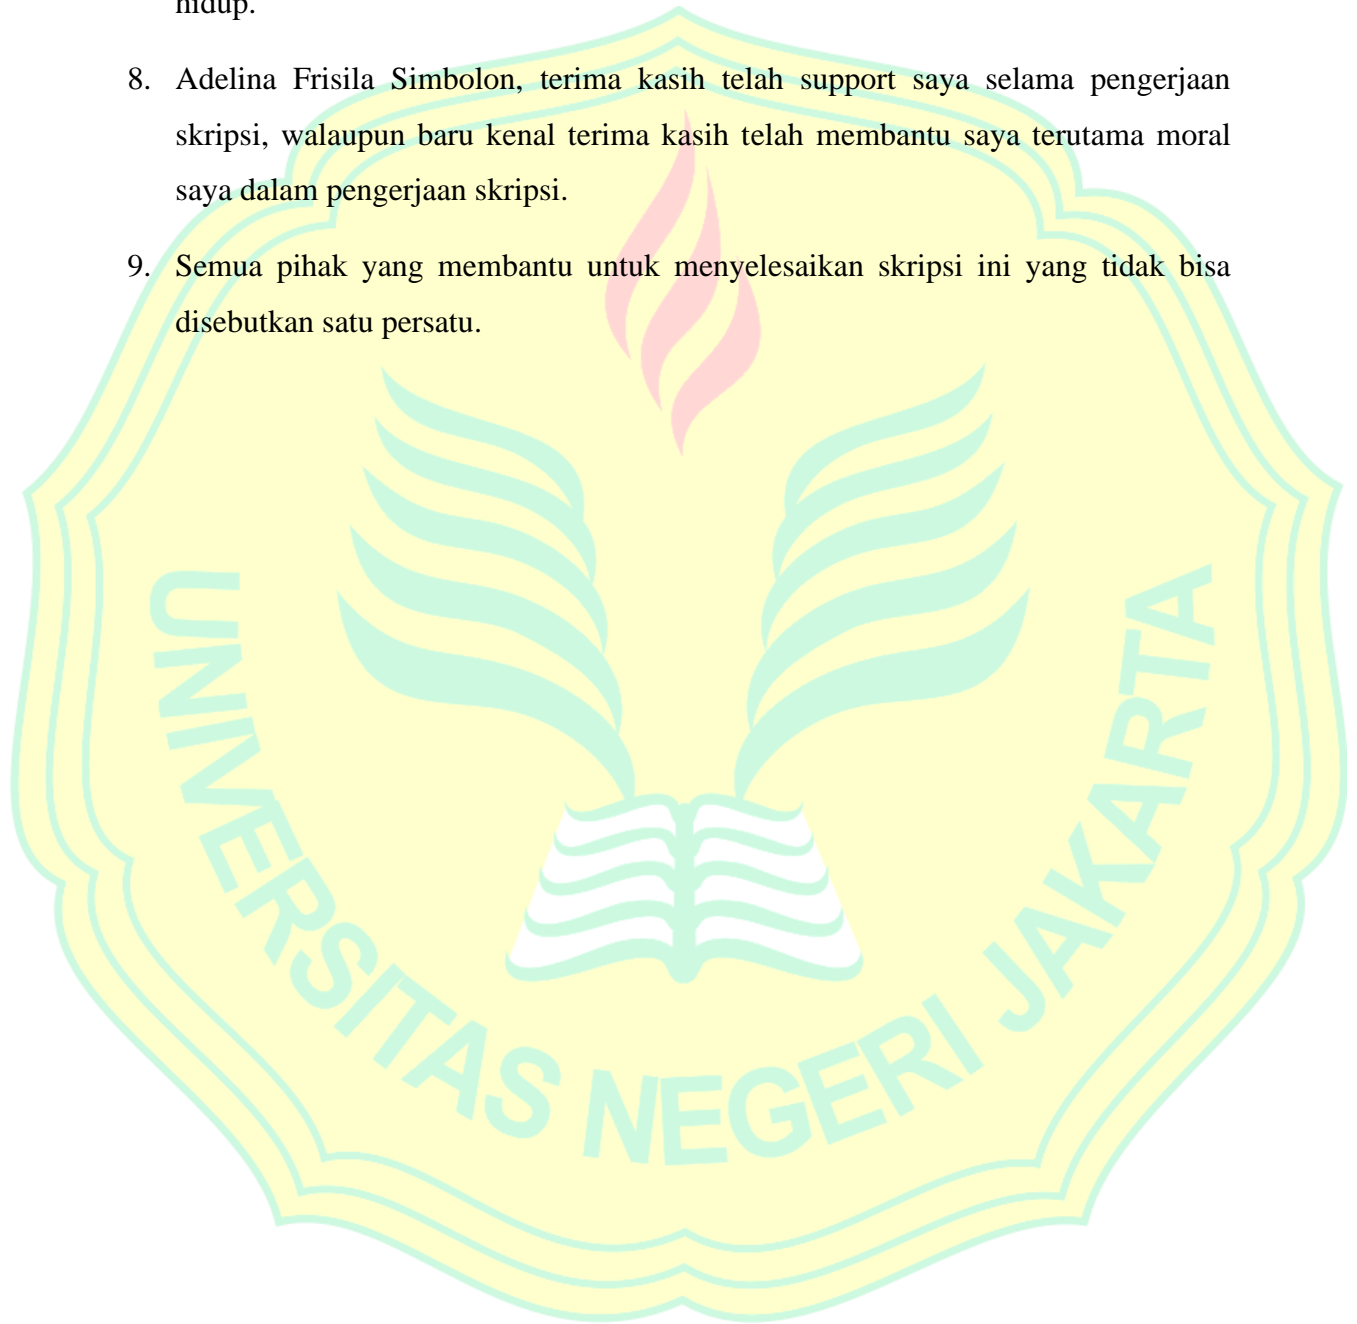 hidup.
8. Adelina Frisila Simbolon, terima kasih telah support saya selama pengerjaan
skripsi, walaupun baru kenal terima kasih telah membantu saya terutama moral
saya dalam pengerjaan skripsi.
9. Semua pihak yang membantu untuk menyelesaikan skripsi ini yang tidak bisa
disebutkan satu persatu.
UNIVERSITAS NEGERI JAKARTA